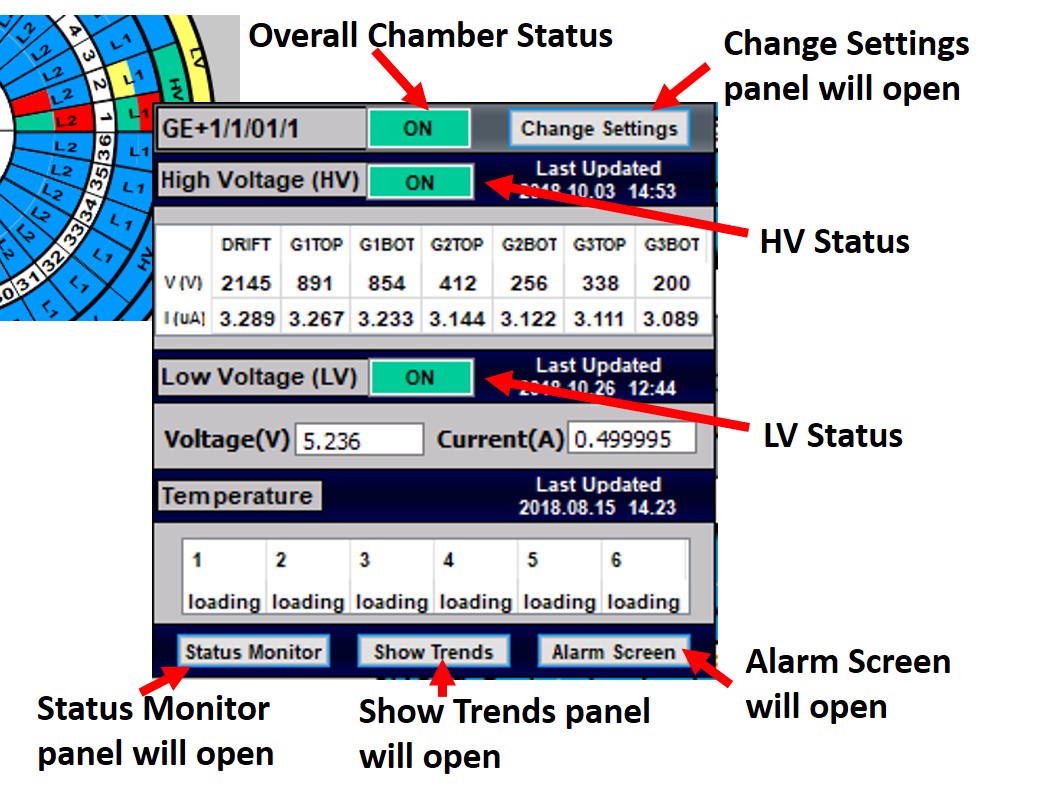 Overall Chamber Status
Change Settings
panel will open
GE+1/1/01/1 ON Change Settings
High Voltage (HV) ON Last Updated
2018.10.03 14:53
HV Status
DRIFT G1TOP G1BOT G2TOP G2BOT G3TOP G3BOT
V (V) 2145 891 854 412 256 338 200
I (uA) 3.289 3.267 3.233 3.144 3.122 3.111 3.089
Low Voltage (LV) ON Last Updated
2018.10.26 12:44
LV Status
Voltage(V) 5.236 Current(A) 0.499995
Temperature Last Updated
2018.08.15 14.23
1 2 3 4 5 6
loading loading loading loading loading loading
Status Monitor Show Trends Alarm Screen
Alarm Screen
will open
Status Monitor
panel will open
Show Trends panel
will open
L2
L2
L2
L2
L2
L2
L2
L2
L2
4
3
2
1
36
35
34
33
32
31
L1
L1
L1
L1
L1
L1
L1
L1
HV
LV
HV